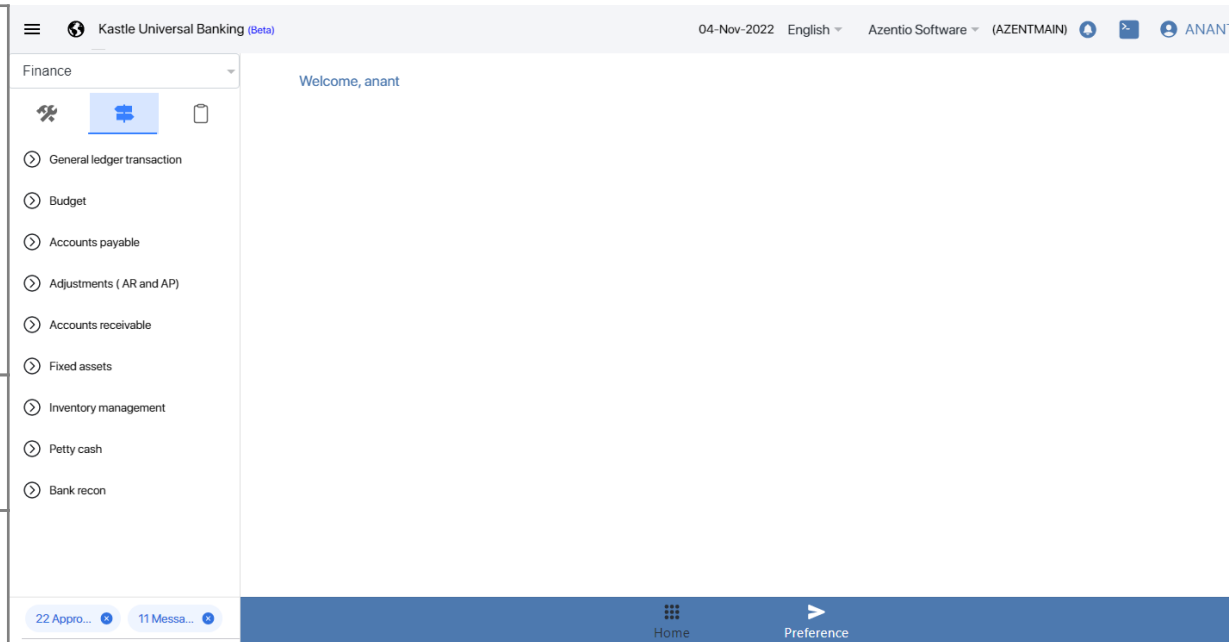 Kastle Universal Banking (Beta)
04-Nov-2022 English Azentio Software (AZENTMAIN) ANANT
Finance
Welcome, anant
General ledger transaction
Budget
Accounts payable
Adjustments ( AR and AP)
Accounts receivable
Fixed assets
Inventory management
Petty cash
Bank recon
22 Appro... 11 Messa...
Home
Preference